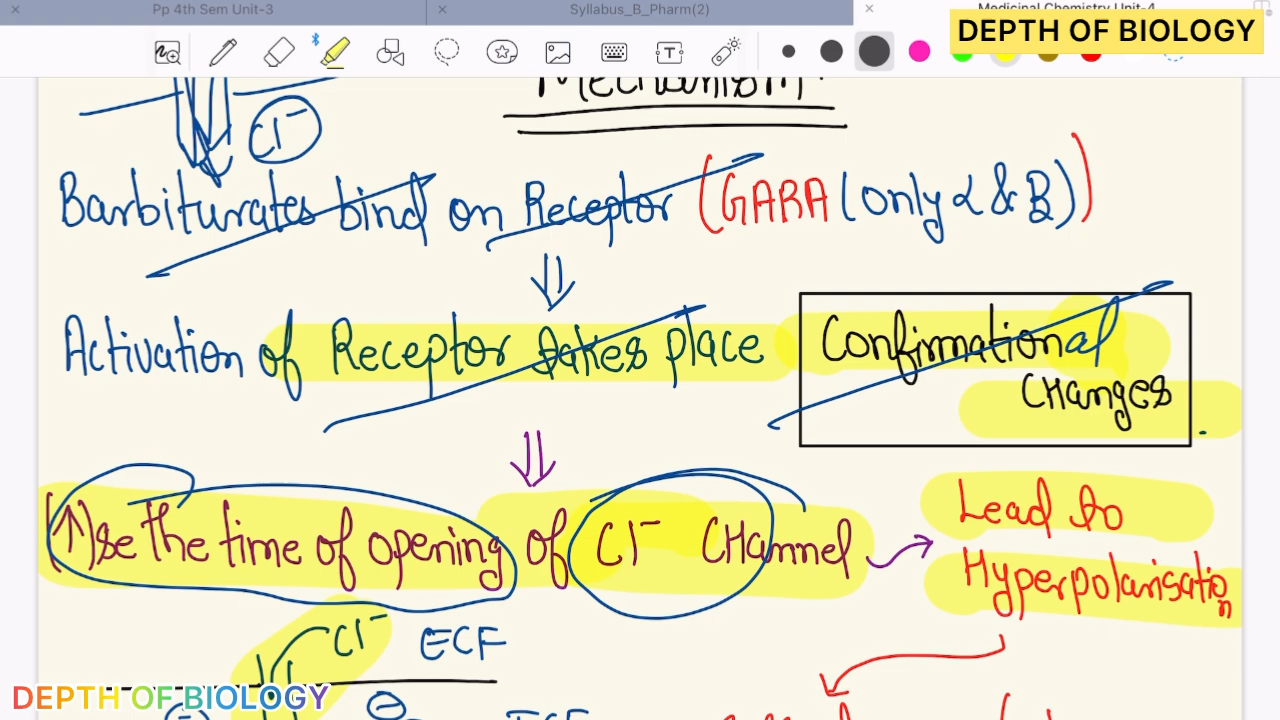 Pp 4th Sem Unit-3
Syllabus_B_Pharm(2)
Medicinal Chemistry Unit-4
DEPTH OF BIOLOGY
Mechanism
Cl⁻
Barbiturates bind on Receptor (GABA (only α & β))
Activation of Receptor takes place
Confirmational
CHanges
(↑)se the time of opening of Cl⁻ CHannel
Lead to
Hyperpolarisation
Cl⁻ ECF
DEPTH OF BIOLOGY